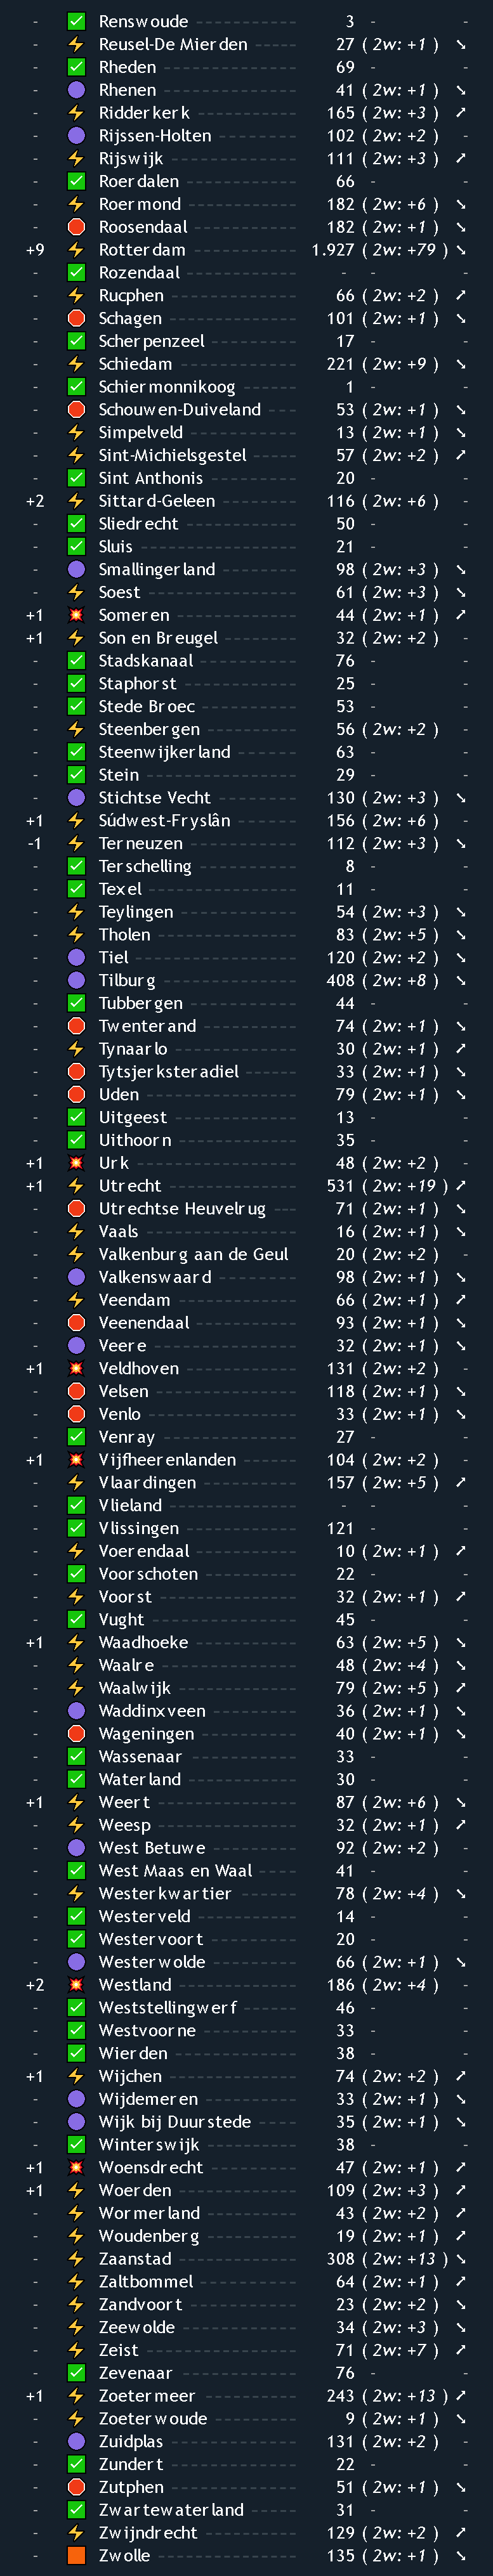 - ✅ Renswoude 3 - -
- ⚡ Reusel-De Mierden 27 ( 2w: +1 ) ↘
- ✅ Rheden 69 - -
- 🟣 Rhenen 41 ( 2w: +1 ) ↘
- ⚡ Ridderkerk 165 ( 2w: +3 ) ↗
- 🟣 Rijssen-Holten 102 ( 2w: +2 ) -
- ⚡ Rijswijk 111 ( 2w: +3 ) ↗
- ✅ Roerdalen 66 - -
- ⚡ Roermond 182 ( 2w: +6 ) ↘
- 🛑 Roosendaal 182 ( 2w: +1 ) ↘
+9 ⚡ Rotterdam 1.927 ( 2w: +79 ) ↘
- ✅ Rozendaal - - -
- ⚡ Rucphen 66 ( 2w: +2 ) ↗
- 🛑 Schagen 101 ( 2w: +1 ) ↘
- ✅ Scherpenzeel 17 - -
- ⚡ Schiedam 221 ( 2w: +9 ) ↘
- ✅ Schiermonnikoog 1 - -
- 🛑 Schouwen-Duiveland 53 ( 2w: +1 ) ↘
- ⚡ Simpelveld 13 ( 2w: +1 ) ↘
- ⚡ Sint-Michielsgestel 57 ( 2w: +2 ) ↗
- ✅ Sint Anthonis 20 - -
+2 ⚡ Sittard-Geleen 116 ( 2w: +6 ) -
- ✅ Sliedrecht 50 - -
- ✅ Sluis 21 - -
- 🟣 Smallingerland 98 ( 2w: +3 ) ↘
- ⚡ Soest 61 ( 2w: +3 ) ↘
+1 💥 Someren 44 ( 2w: +1 ) ↗
+1 ⚡ Son en Breugel 32 ( 2w: +2 ) -
- ✅ Stadskanaal 76 - -
- ✅ Staphorst 25 - -
- ✅ Stede Broec 53 - -
- ⚡ Steenbergen 56 ( 2w: +2 ) -
- ✅ Steenwijkerland 63 - -
- ✅ Stein 29 - -
- 🟣 Stichtse Vecht 130 ( 2w: +3 ) ↘
+1 ⚡ Súdwest-Fryslân 156 ( 2w: +6 ) -
-1 ⚡ Terneuzen 112 ( 2w: +3 ) ↘
- ✅ Terschelling 8 - -
- ✅ Texel 11 - -
- ⚡ Teylingen 54 ( 2w: +3 ) ↘
- ⚡ Tholen 83 ( 2w: +5 ) ↘
- 🟣 Tiel 120 ( 2w: +2 ) ↘
- 🟣 Tilburg 408 ( 2w: +8 ) ↘
- ✅ Tubbergen 44 - -
- 🛑 Twenterand 74 ( 2w: +1 ) ↘
- ⚡ Tynaarlo 30 ( 2w: +1 ) ↗
- 🛑 Tytsjerksteradiel 33 ( 2w: +1 ) ↘
- 🛑 Uden 79 ( 2w: +1 ) ↘
- ✅ Uitgeest 13 - -
- ✅ Uithoorn 35 - -
+1 💥 Urk 48 ( 2w: +2 ) -
+1 ⚡ Utrecht 531 ( 2w: +19 ) ↗
- 🛑 Utrechtse Heuvelrug 71 ( 2w: +1 ) ↘
- ⚡ Vaals 16 ( 2w: +1 ) ↘
- ⚡ Valkenburg aan de Geul 20 ( 2w: +2 ) -
- 🟣 Valkenswaard 98 ( 2w: +1 ) ↘
- ⚡ Veendam 66 ( 2w: +1 ) ↗
- 🛑 Veenendaal 93 ( 2w: +1 ) ↘
- 🟣 Veere 32 ( 2w: +1 ) ↘
+1 💥 Veldhoven 131 ( 2w: +2 ) -
- 🛑 Velsen 118 ( 2w: +1 ) ↘
- 🛑 Venlo 33 ( 2w: +1 ) ↘
- ✅ Venray 27 - -
+1 💥 Vijfheerenlanden 104 ( 2w: +2 ) -
- ⚡ Vlaardingen 157 ( 2w: +5 ) ↗
- ✅ Vlieland - - -
- ✅ Vlissingen 121 - -
- ⚡ Voerendaal 10 ( 2w: +1 ) ↗
- ✅ Voorschoten 22 - -
- ⚡ Voorst 32 ( 2w: +1 ) ↗
- ✅ Vught 45 - -
+1 ⚡ Waadhoeke 63 ( 2w: +5 ) ↘
- ⚡ Waalre 48 ( 2w: +4 ) ↘
- ⚡ Waalwijk 79 ( 2w: +5 ) ↗
- 🟣 Waddinxveen 36 ( 2w: +1 ) ↘
- 🛑 Wageningen 40 ( 2w: +1 ) ↘
- ✅ Wassenaar 33 - -
- ✅ Waterland 30 - -
+1 ⚡ Weert 87 ( 2w: +6 ) ↘
- ⚡ Weesp 32 ( 2w: +1 ) ↗
- 🟣 West Betuwe 92 ( 2w: +2 ) -
- ✅ West Maas en Waal 41 - -
- ⚡ Westerkwartier 78 ( 2w: +4 ) ↘
- ✅ Westerveld 14 - -
- ✅ Westervoort 20 - -
- 🟣 Westerwolde 66 ( 2w: +1 ) ↘
+2 💥 Westland 186 ( 2w: +4 ) -
- ✅ Weststellingwerf 46 - -
- ✅ Westvoorne 33 - -
- ✅ Wierden 38 - -
+1 ⚡ Wijchen 74 ( 2w: +2 ) ↗
- 🟣 Wijdemeren 33 ( 2w: +1 ) ↘
- 🟣 Wijk bij Duurstede 35 ( 2w: +1 ) ↘
- ✅ Winterswijk 38 - -
+1 💥 Woensdrecht 47 ( 2w: +1 ) ↗
+1 ⚡ Woerden 109 ( 2w: +3 ) ↗
- ⚡ Wormerland 43 ( 2w: +2 ) ↗
- ⚡ Woudenberg 19 ( 2w: +1 ) ↗
- ⚡ Zaanstad 308 ( 2w: +13 ) ↘
- ⚡ Zaltbommel 64 ( 2w: +1 ) ↗
- ⚡ Zandvoort 23 ( 2w: +2 ) ↘
- ⚡ Zeewolde 34 ( 2w: +3 ) ↘
- ⚡ Zeist 71 ( 2w: +7 ) ↗
- ✅ Zevenaar 76 - -
+1 ⚡ Zoetermeer 243 ( 2w: +13 ) ↗
- ⚡ Zoeterwoude 9 ( 2w: +1 ) ↘
- 🟣 Zuidplas 131 ( 2w: +2 ) -
- ✅ Zundert 22 - -
- 🛑 Zutphen 51 ( 2w: +1 ) ↘
- ✅ Zwartewaterland 31 - -
- ⚡ Zwijndrecht 129 ( 2w: +2 ) ↗
- 🟧 Zwolle 135 ( 2w: +1 ) ↘